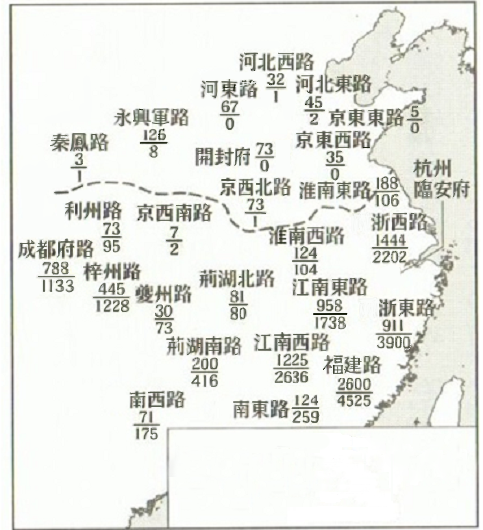 河北西路
32
1
河東路
67
0
河北東路
45
2
京東東路
5
0
永興軍路
126
8
秦鳳路
3
1
開封府
73
0
京東西路
35
0
杭州
臨安府
京西北路
73
1
淮南東路
188
106
利州路
73
95
京西南路
7
2
浙西路
1444
2202
淮南西路
124
104
成都府路
788
1133
梓州路
445
1228
夔州路
30
73
荊湖北路
81
80
江南東路
958
1738
浙東路
911
3900
荊湖南路
200
416
江南西路
1225
2636
福建路
2600
4525
南西路
71
175
南東路
124
259